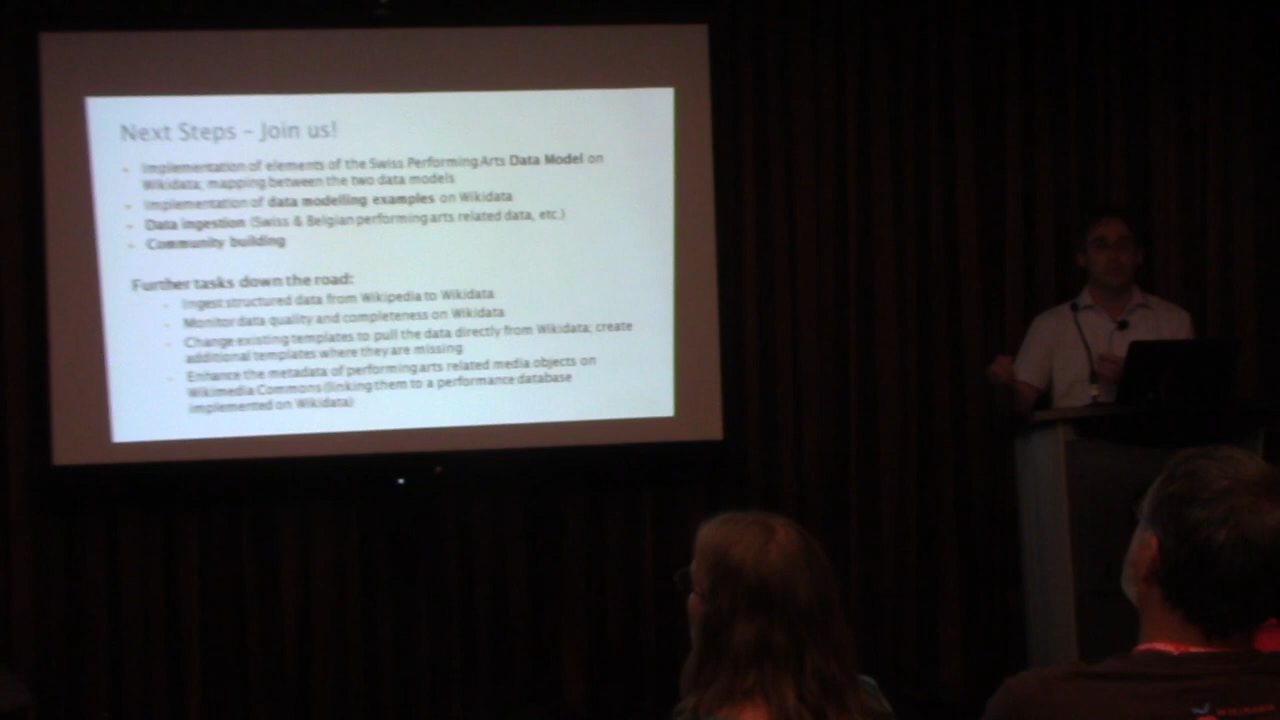 Next Steps – Join us!
Implementation of elements of the Swiss Performing Arts Data Model on
Wikidata; mapping between the two data models
Implementation of data modelling examples on Wikidata
Data ingestion (Swiss & Belgian performing arts related data, etc.)
Community building
Further tasks down the road:
Ingest structured data from Wikipedia to Wikidata
Monitor data quality and completeness on Wikidata
Change existing templates to pull the data directly from Wikidata; create
additional templates where they are missing
Enhance the metadata of performing arts related media objects on
Wikimedia Commons (linking them to a performance database
implemented on Wikidata)